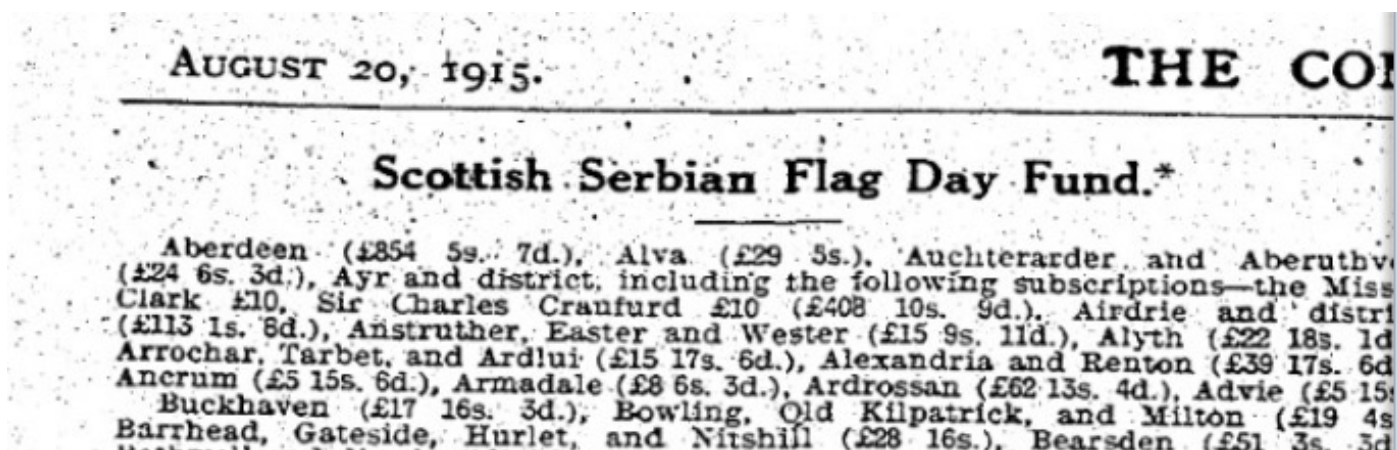 AUGUST 20, 1915. THE
Scottish Serbian Flag Day Fund.*
Aberdeen (£854 5s. 7d.), Alva (£29 5s.), Auchterarder and
(£24 6s. 3d.), Ayr and district, including the following subscriptions—the
Clark £10, Sir Charles Cranfurd £10 (£408 10s. 9d.), Airdrie and
(£113 1s. 8d.), Anstruther, Easter and Wester (£15 9s. 11d.), Alyth (£22 18s. 1d
Arrochar, Tarbet, and Ardlui (£15 17s. 6d.), Alexandria and Renton (£39 17s. 6d
Ancrum (£5 15s. 6d.), Armadale (£8 6s. 3d.), Ardrossan (£62 13s. 4d.), Advie (£5
Buckhaven (£17 16s. 3d.), Bowling, Old Kilpatrick, and Milton (£19
Barrhead, Gateside, Hurlet, and Nitshill (£28 16s.), Bearsden (£51 3s. 3d